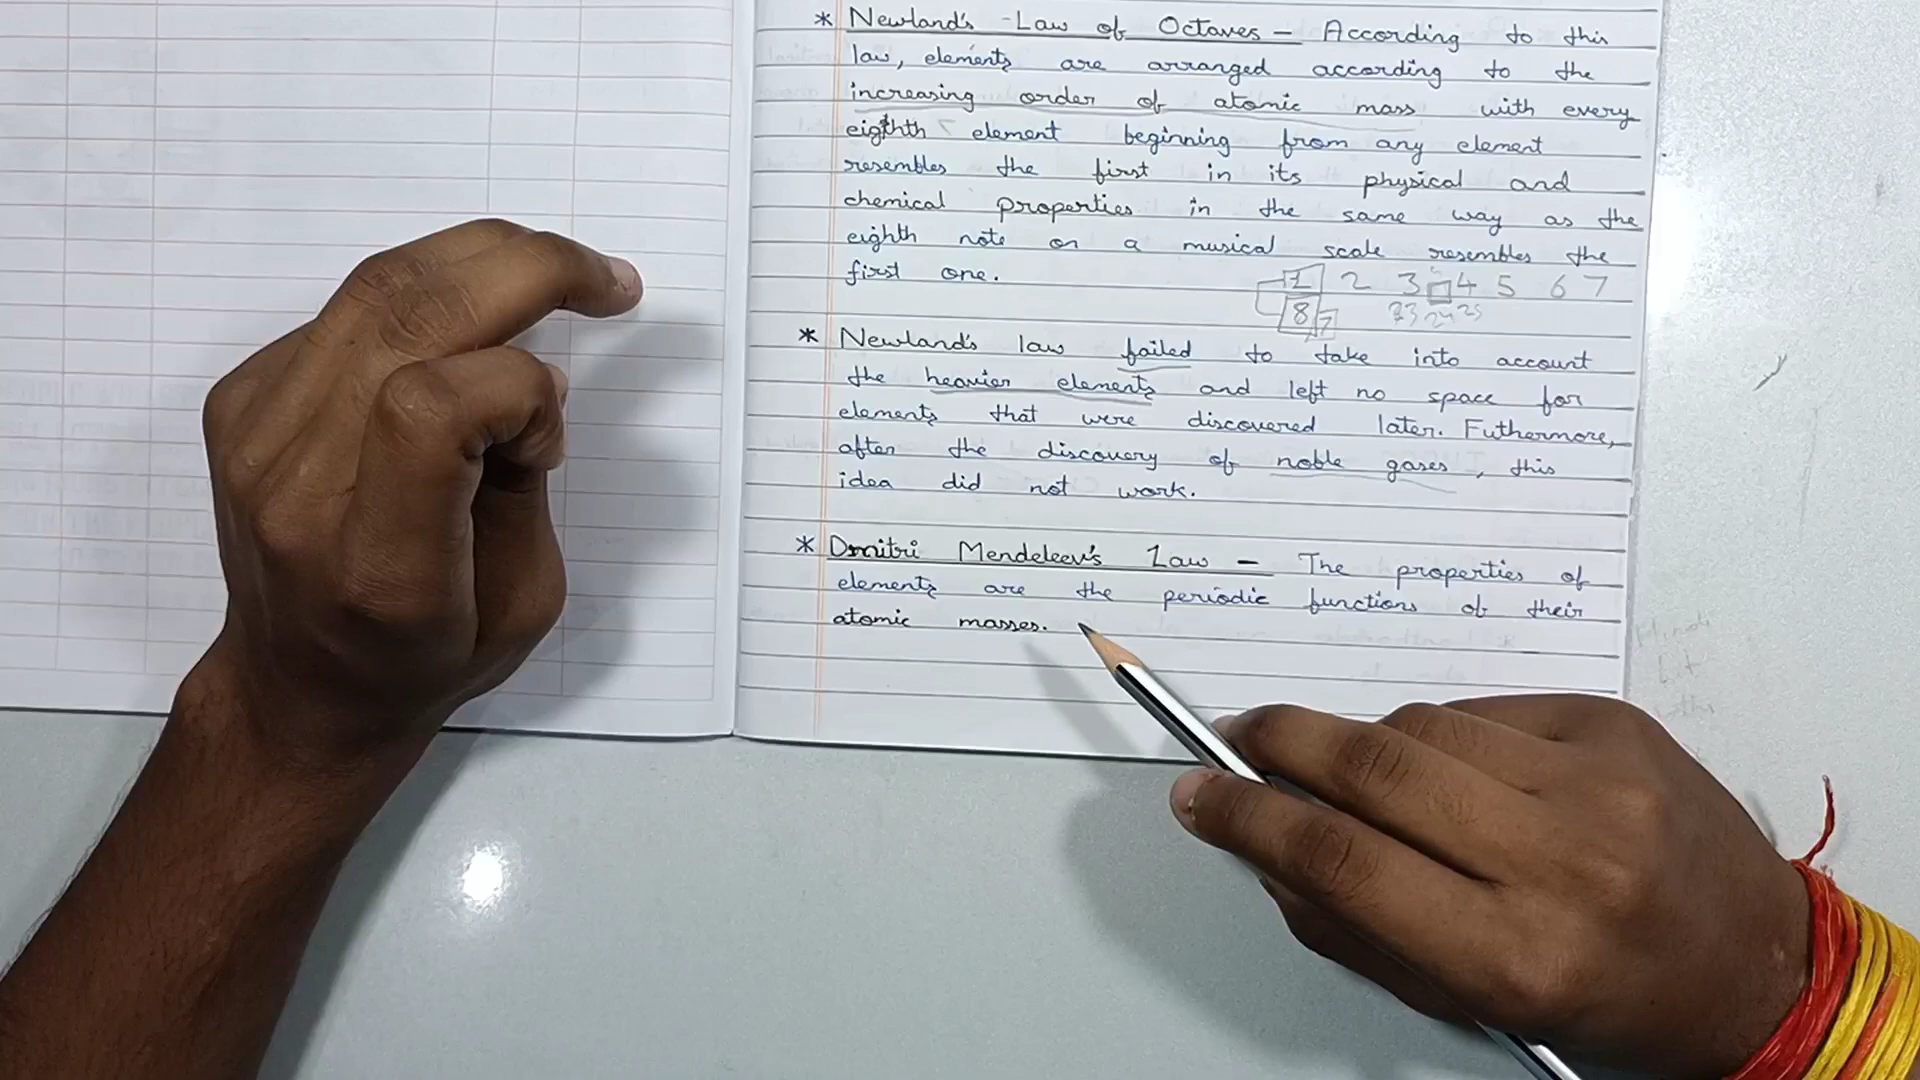 * Newland's - Law of Octaves - According to this
law, elements are arranged according to the
increasing order of atomic mass with every
eighth element beginning from any element
resembles the first in its physical and
chemical properties in the same way as the
eighth note on a musical scale resembles the
first one.
1 2 3 4 5 6 7
8
* Newland's law failed to take into account
the heavier elements and left no space for
elements that were discovered later. Futhermore,
after the discovery of noble gases, this
idea did not work.
* Dmitri Mendeleev's Law - The properties of
elements are the periodic functions of their
atomic masses.